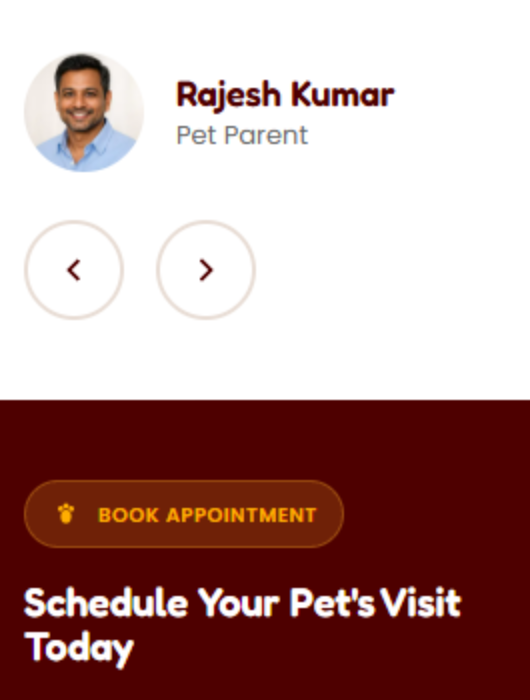 Rajesh Kumar
Pet Parent
BOOK APPOINTMENT
Schedule Your Pet's Visit
Today